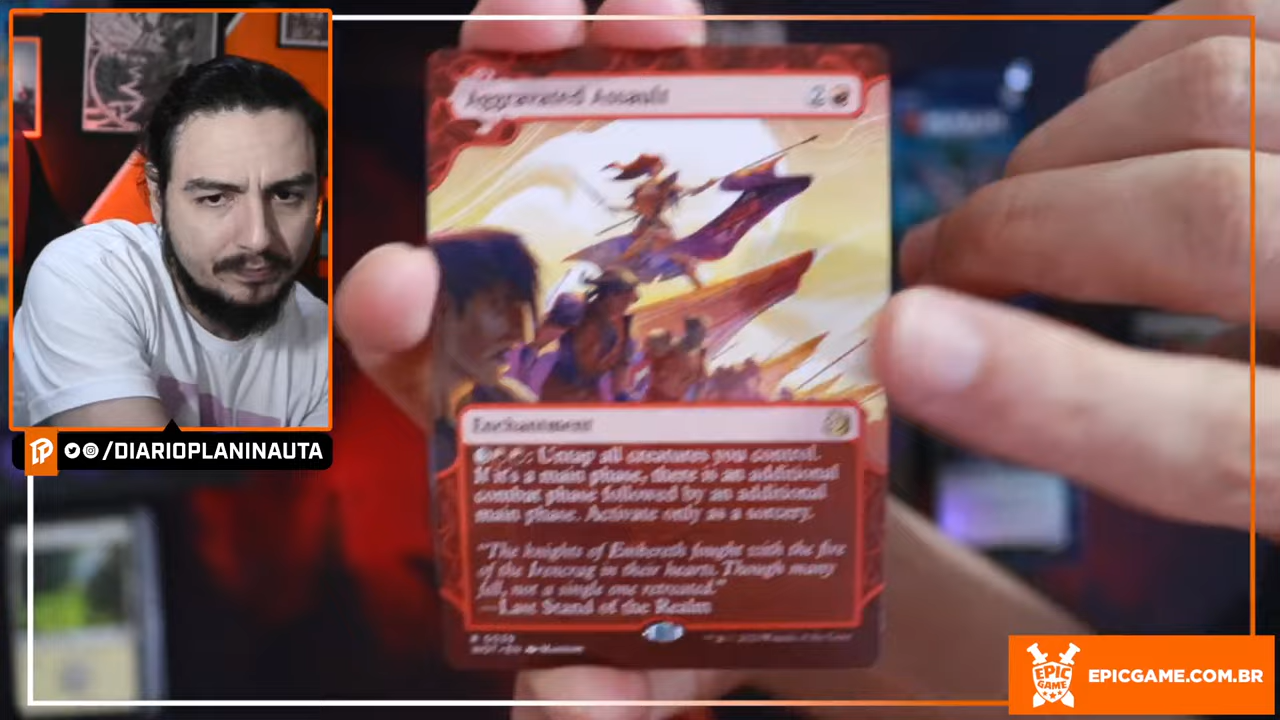 Aggravated Assault 2
Enchantment
: Untap all creatures you control.
If it's a main phase, there is an additional
combat phase followed by an additional
main phase. Activate only as a sorcery.
"The knights of Embereth fought with the fire
of the Irencrag in their hearts. Though many
fell, not a single one retreated."
—Last Stand of the Realm
/DIARIOPLANINAUTA
EPIC
GAME
EPICGAME.COM.BR